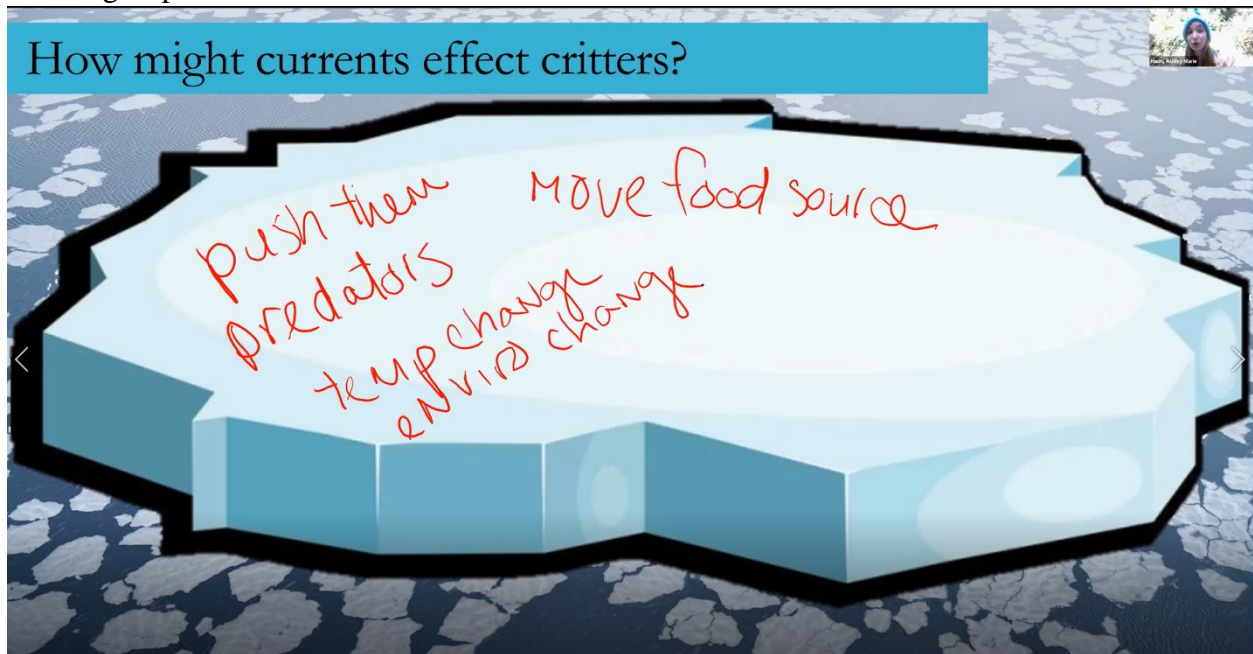 How might currents effect critters?
push them
predators
temp change
enviro change
Move food source